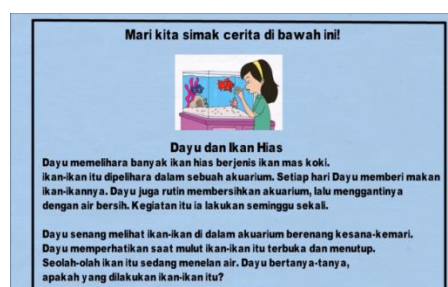 Mari kita simak cerita di bawah ini!
Dayu dan Ikan Hias
Dayu memelihara banyak ikan hias berjenis ikan mas koki.
ikan-ikan itu dipelihara dalam sebuah akuarium. Setiap hari Dayu memberi makan
ikan-ikannya. Dayu juga rutin membersihkan akuarium, lalu menggantinya
dengan air bersih. Kegiatan itu ia lakukan seminggu sekali.
Dayu senang melihat ikan-ikan di dalam akuarium berenang kesana-kemari.
Dayu memperhatikan saat mulut ikan-ikan itu terbuka dan menutup.
Seolah-olah ikan itu sedang menelan air. Dayu bertanya-tanya,
apakah yang dilakukan ikan-ikan itu?